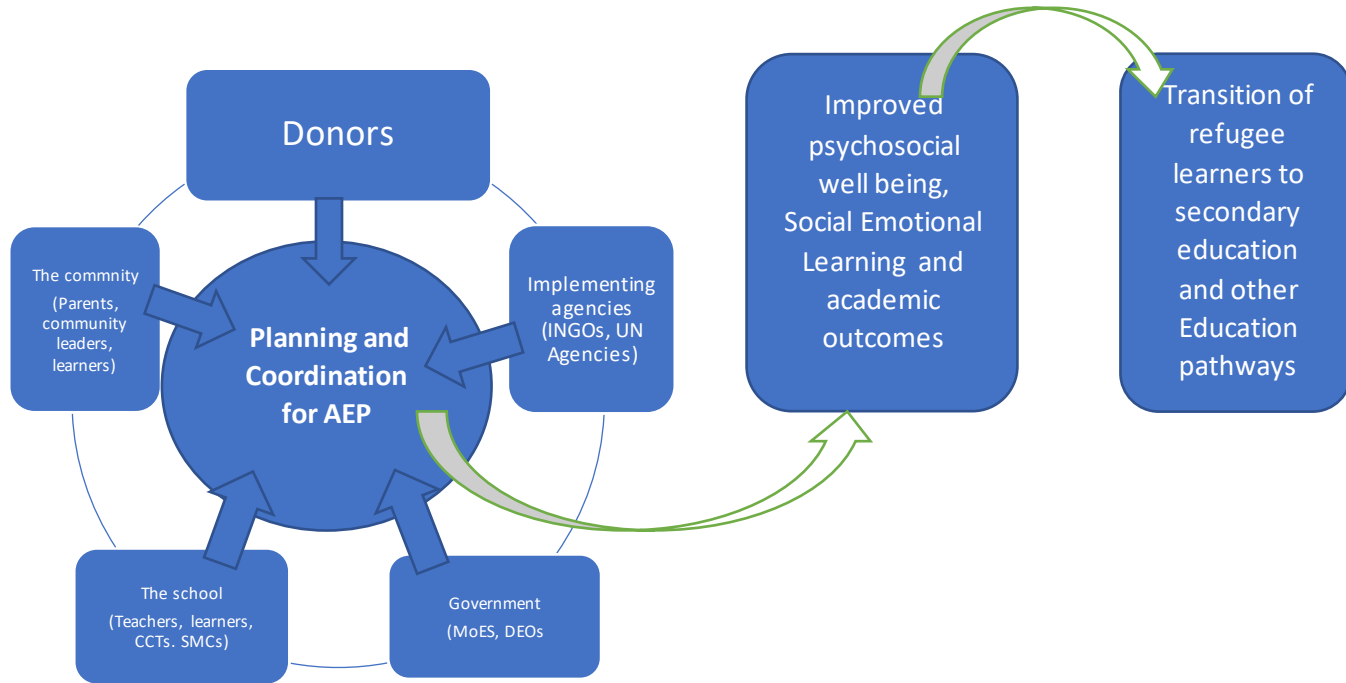 Donors
The commnity
(Parents,
community
leaders,
learners)
Implementing
agencies
(INGOs, UN
Agencies)
Planning and
Coordination
for AEP
The school
(Teachers, learners,
CCTs. SMCs)
Government
(MoES, DEOs
Improved
psychosocial
well being,
Social Emotional
Learning and
academic
outcomes
Transition of
refugee
learners to
secondary
education
and other
Education
pathways